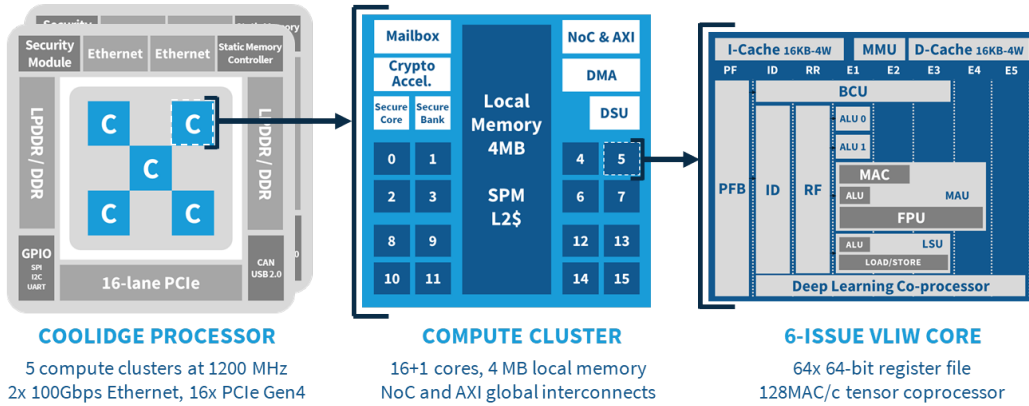 Security
Module
Ethernet
Ethernet
Static Memory
Controller
LPDDR / DDR
C
C
C
C
C
LPDDR / DDR
GPIO
SPI
I2C
UART
16-lane PCIe
CAN
USB 2.0
COOLIDGE PROCESSOR
5 compute clusters at 1200 MHz
2x 100Gbps Ethernet, 16x PCIe Gen4
Mailbox
Crypto
Accel.
Secure
Core
Secure
Bank
0
1
2
3
8
9
10
11
Local
Memory
4MB
SPM
L2$
NoC & AXI
DMA
DSU
4
5
6
7
12
13
14
15
COMPUTE CLUSTER
16+1 cores, 4 MB local memory
NoC and AXI global interconnects
I-Cache 16KB-4W
MMU
D-Cache 16KB-4W
PF
ID
RR
E1
E2
E3
E4
E5
BCU
PFB
ID
RF
ALU 0
ALU 1
MAC
ALU
MAU
FPU
ALU
LSU
LOAD/STORE
Deep Learning Co-processor
6-ISSUE VLIW CORE
64x 64-bit register file
128MAC/c tensor coprocessor